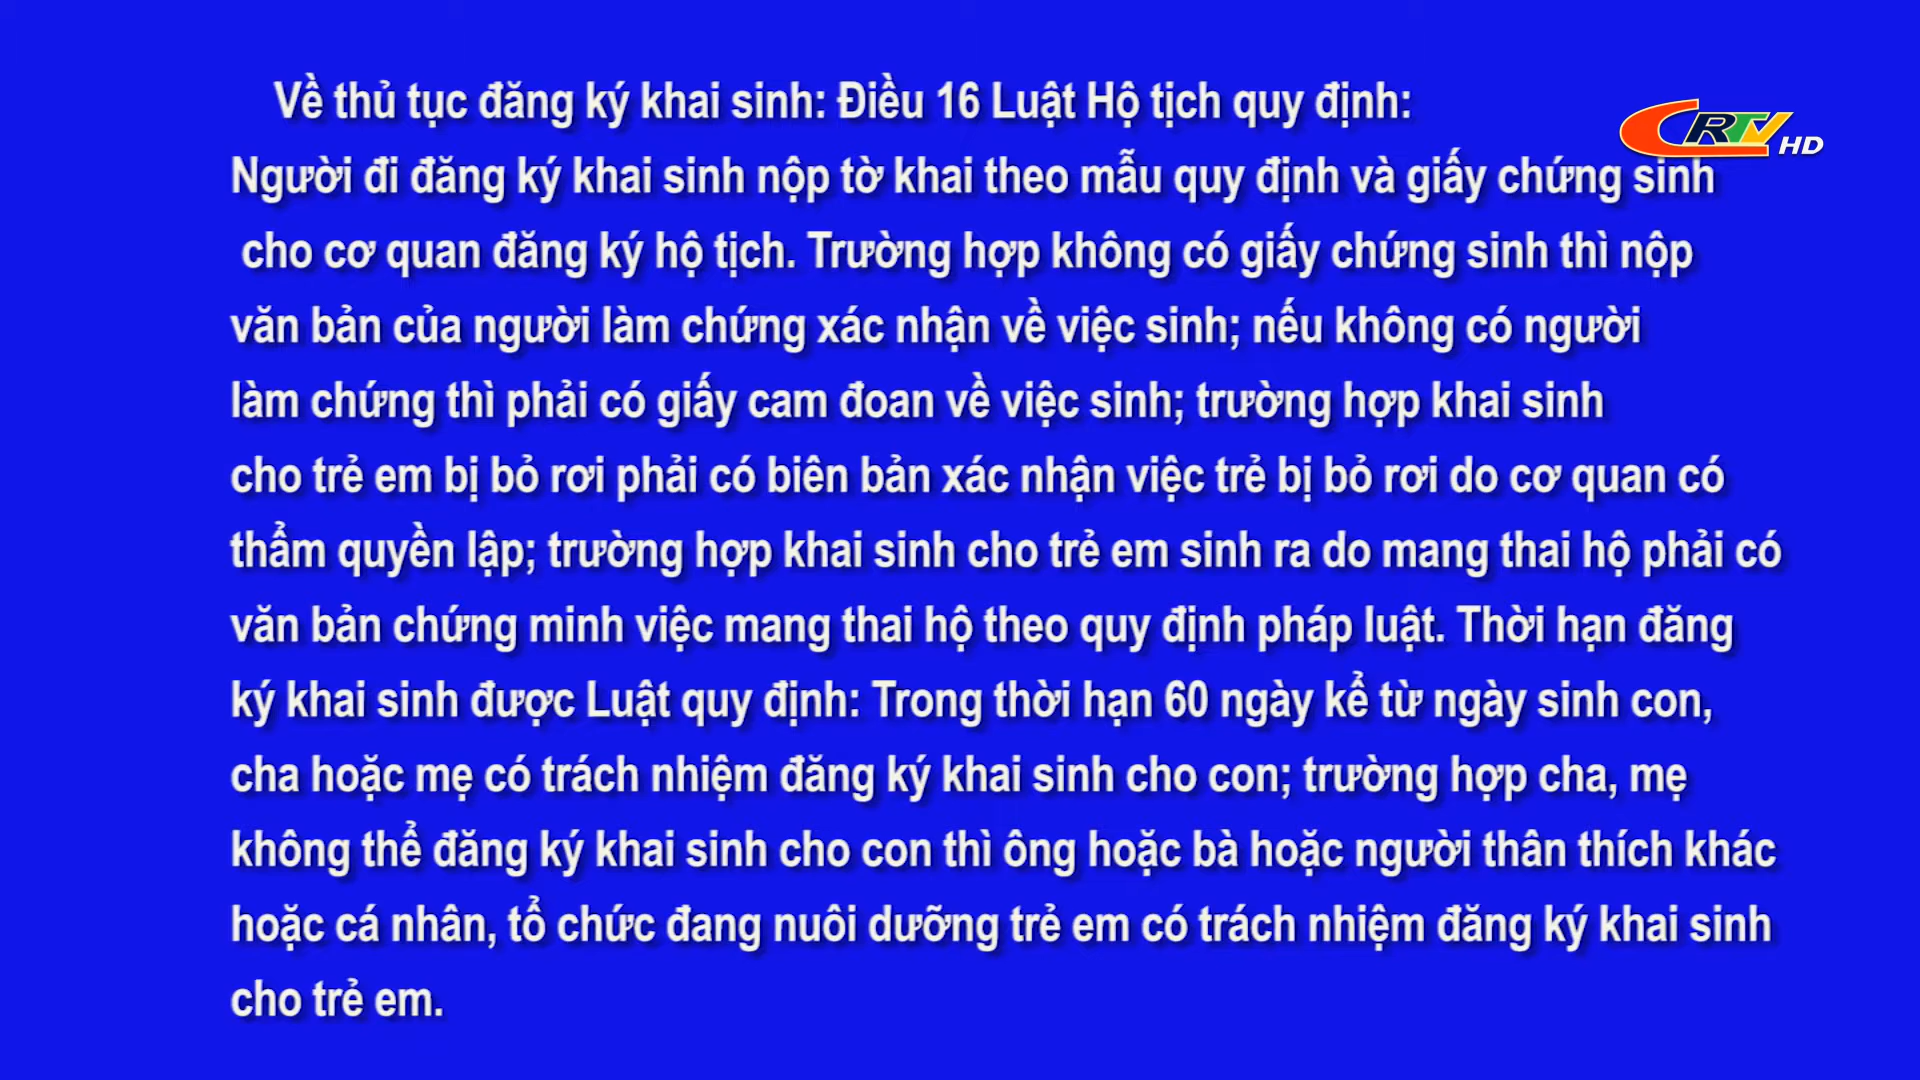 Về thủ tục đăng ký khai sinh: Điều 16 Luật Hộ tịch quy định:
CRTV HD
Người đi đăng ký khai sinh nộp tờ khai theo mẫu quy định và giấy chứng sinh
cho cơ quan đăng ký hộ tịch. Trường hợp không có giấy chứng sinh thì nộp
văn bản của người làm chứng xác nhận về việc sinh; nếu không có người
làm chứng thì phải có giấy cam đoan về việc sinh; trường hợp khai sinh
cho trẻ em bị bỏ rơi phải có biên bản xác nhận việc trẻ bị bỏ rơi do cơ quan có
thẩm quyền lập; trường hợp khai sinh cho trẻ em sinh ra do mang thai hộ phải có
văn bản chứng minh việc mang thai hộ theo quy định pháp luật. Thời hạn đăng
ký khai sinh được Luật quy định: Trong thời hạn 60 ngày kể từ ngày sinh con,
cha hoặc mẹ có trách nhiệm đăng ký khai sinh cho con; trường hợp cha, mẹ
không thể đăng ký khai sinh cho con thì ông hoặc bà hoặc người thân thích khác
hoặc cá nhân, tổ chức đang nuôi dưỡng trẻ em có trách nhiệm đăng ký khai sinh
cho trẻ em.